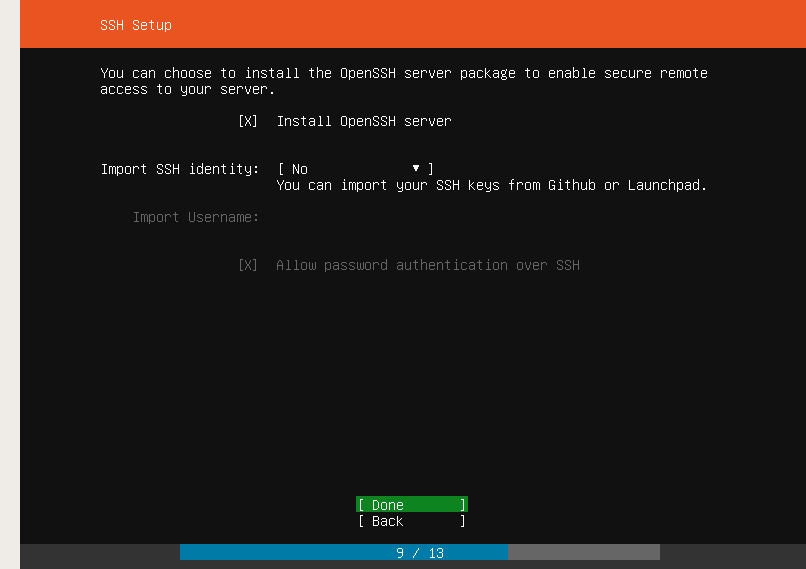 SSH Setup
You can choose to install the OpenSSH server package to enable secure remote
access to your server.
[X] Install OpenSSH server
Import SSH identity: [ No ▾ ]
You can import your SSH keys from Github or Launchpad.
Import Username:
[X] Allow password authentication over SSH
[ Done ]
[ Back ]
9 / 13